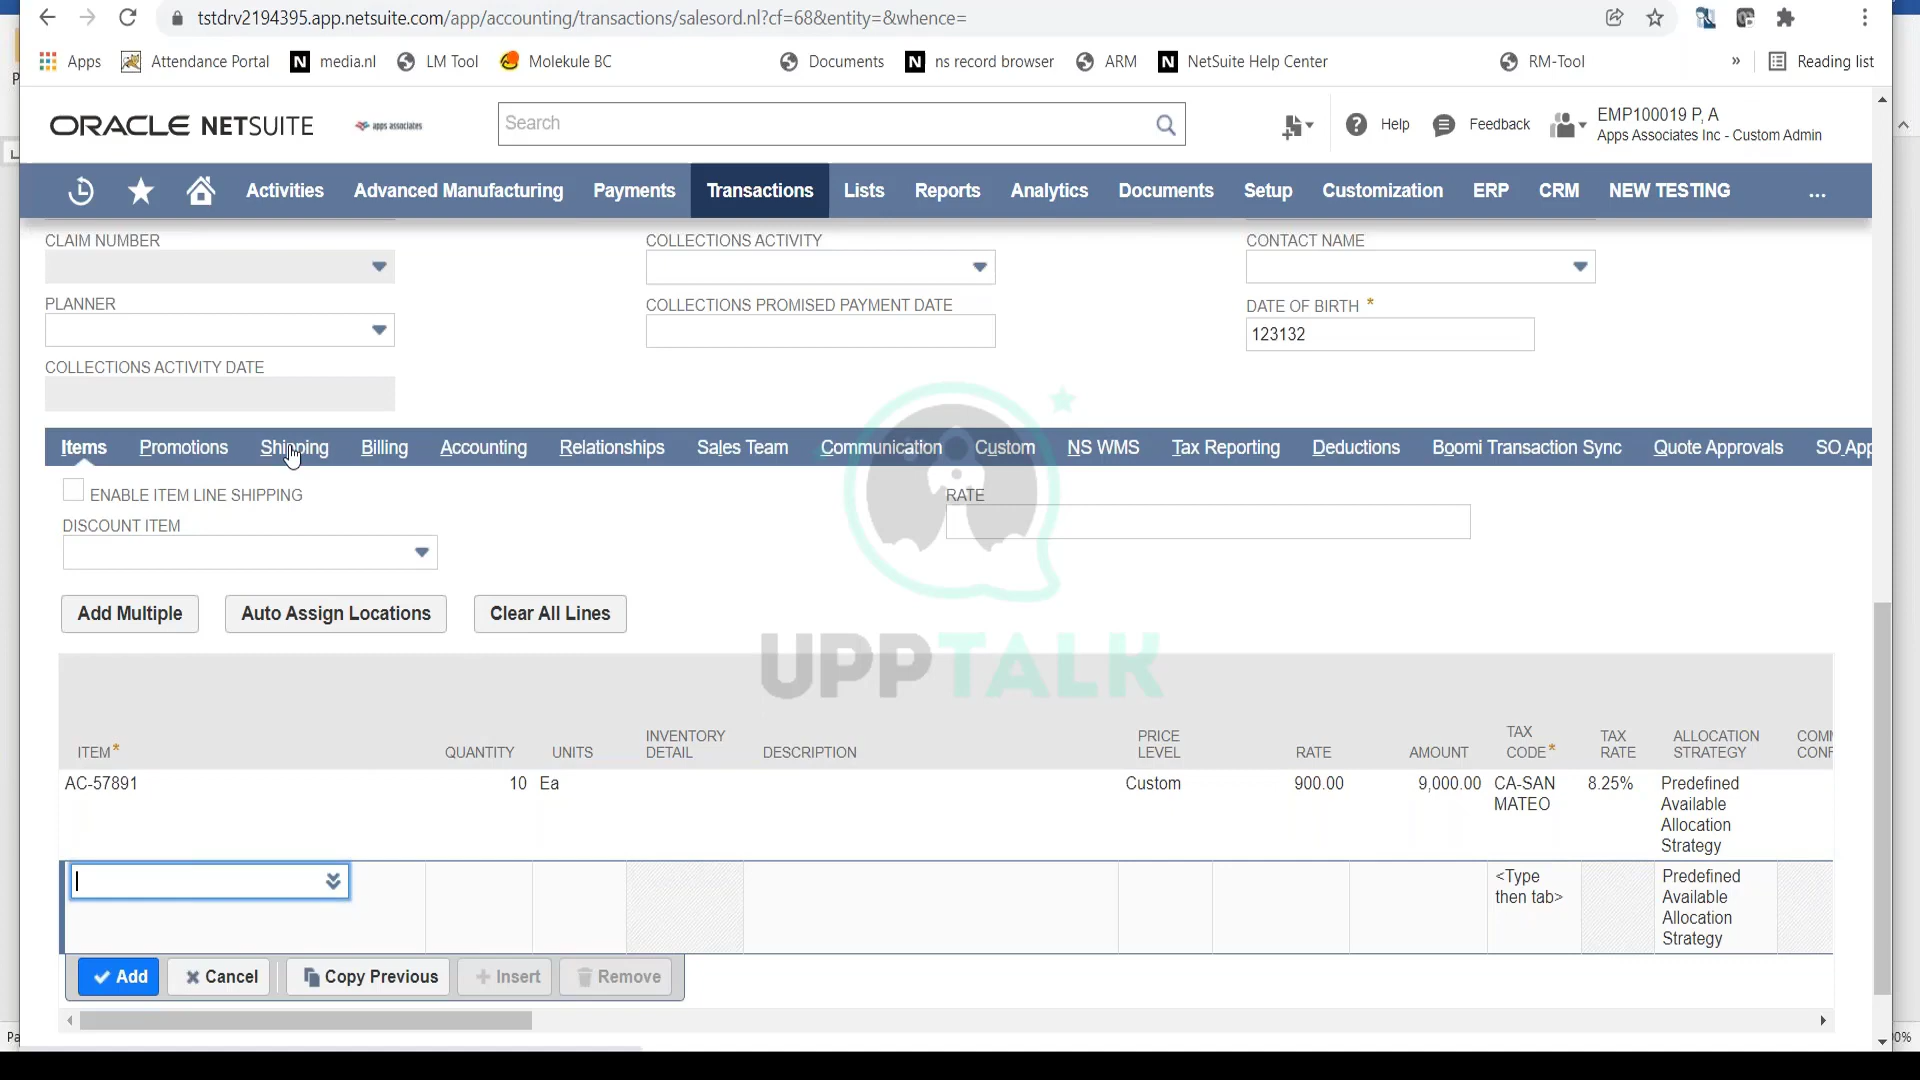 tstdrv2194395.app.netsuite.com/app/accounting/transactions/salesord.nl?cf=68&entity=&whence=
Apps Attendance Portal media.nl LM Tool Molekule BC Documents ns record browser ARM NetSuite Help Center RM-Tool » Reading list
ORACLE NETSUITE apps associates Search Help Feedback EMP100019 P, A
Apps Associates Inc - Custom Admin
Activities Advanced Manufacturing Payments Transactions Lists Reports Analytics Documents Setup Customization ERP CRM NEW TESTING ...
CLAIM NUMBER COLLECTIONS ACTIVITY CONTACT NAME
PLANNER COLLECTIONS PROMISED PAYMENT DATE DATE OF BIRTH *
123132
COLLECTIONS ACTIVITY DATE
Items Promotions Shipping Billing Accounting Relationships Sales Team Communication Custom NS WMS Tax Reporting Deductions Boomi Transaction Sync Quote Approvals SO App
ENABLE ITEM LINE SHIPPING RATE
DISCOUNT ITEM
Add Multiple Auto Assign Locations Clear All Lines
UPPTALK
ITEM* QUANTITY UNITS INVENTORY DETAIL DESCRIPTION PRICE LEVEL RATE AMOUNT TAX CODE* TAX RATE ALLOCATION STRATEGY COMM CONF
AC-57891 10 Ea Custom 900.00 9,000.00 CA-SAN MATEO 8.25% Predefined Available Allocation Strategy
<Type then tab> Predefined Available Allocation Strategy
Add Cancel Copy Previous Insert Remove
Pa 00%